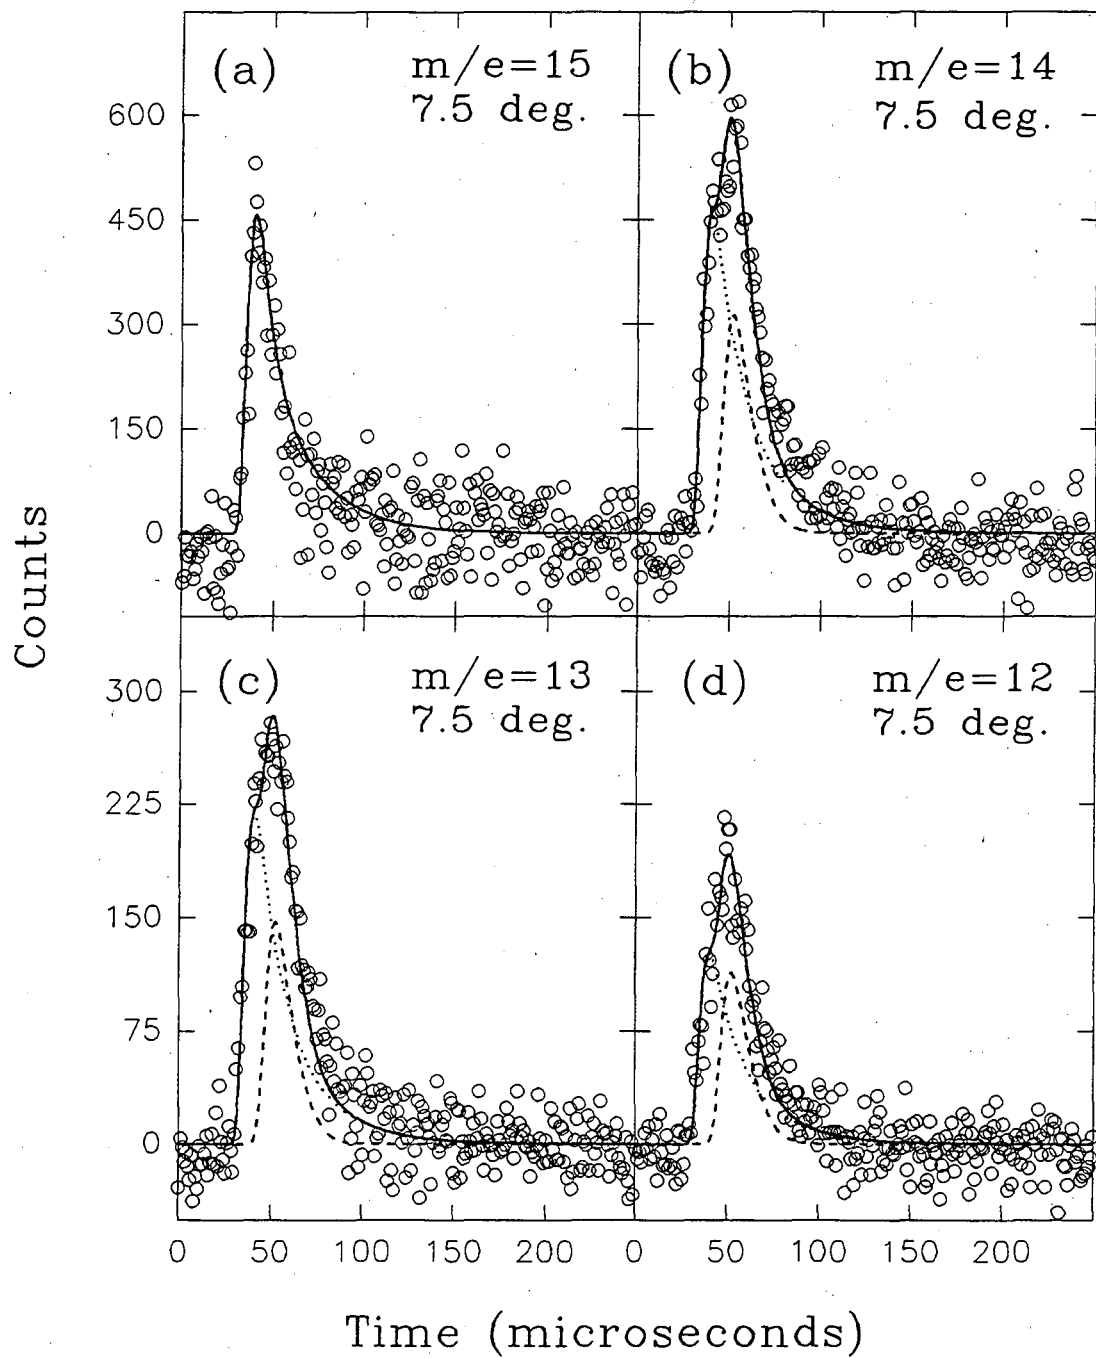 (a)
m/e=15
7.5 deg.
(b)
m/e=14
7.5 deg.
600
450
300
150
0
(c)
m/e=13
7.5 deg.
(d)
m/e=12
7.5 deg.
300
225
150
75
0
0 50 100 150 200 0 50 100 150 200
Counts
Time (microseconds)